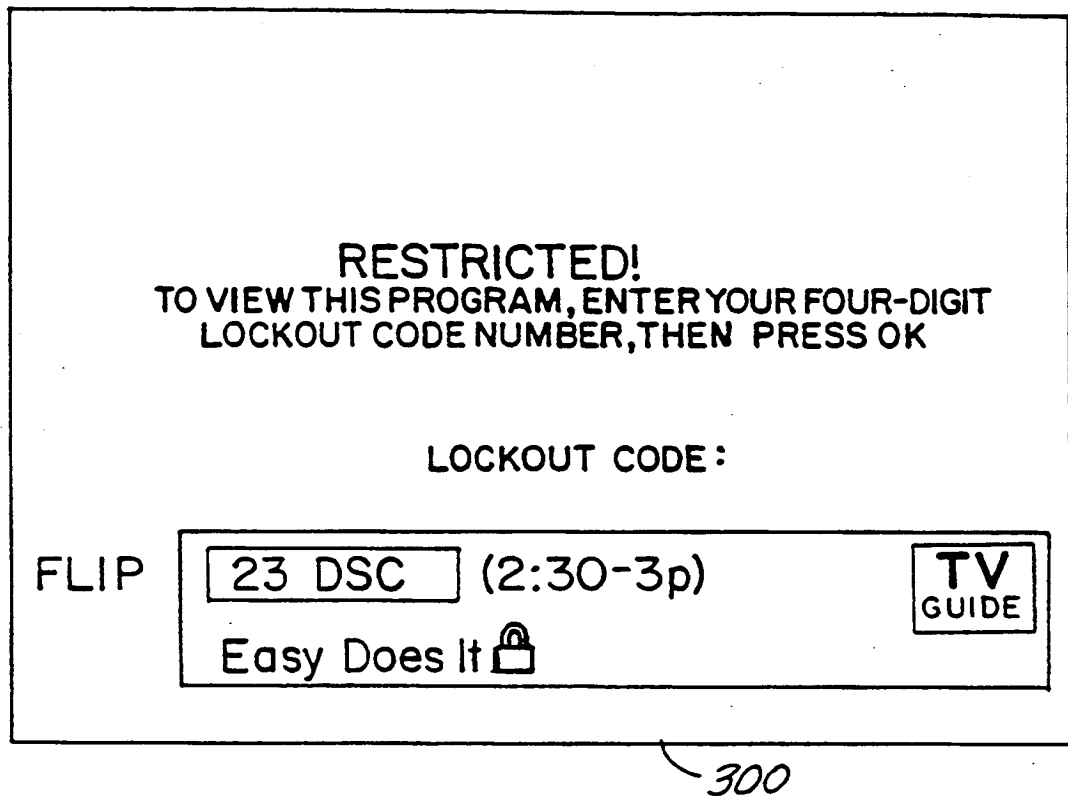 RESTRICTED!
TO VIEW THIS PROGRAM, ENTER YOUR FOUR-DIGIT
LOCKOUT CODE NUMBER, THEN PRESS OK
LOCKOUT CODE:
FLIP
23 DSC (2:30-3p)
TV
GUIDE
Easy Does It
300